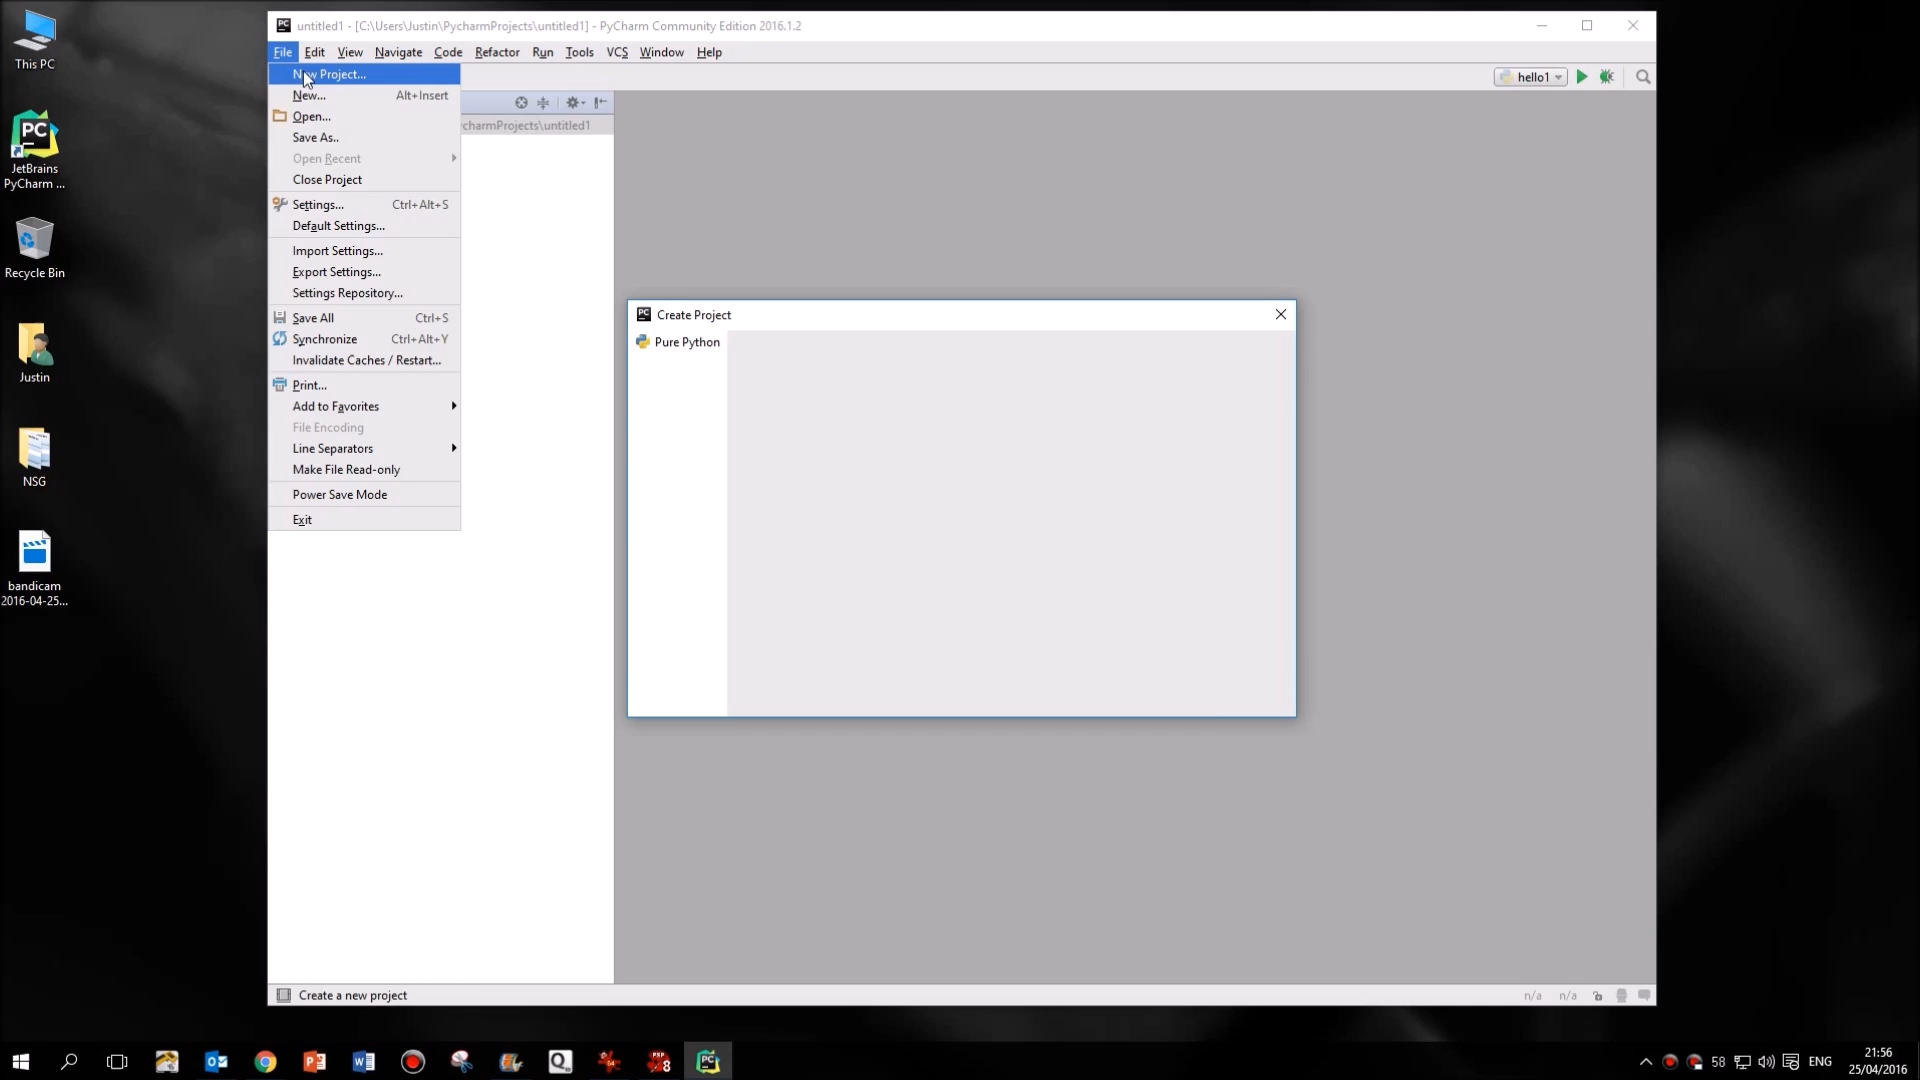 This PC
JetBrains
PyCharm ...
Recycle Bin
Justin
NSG
bandicam
2016-04-25...
untitled1 - [C:\Users\Justin\PycharmProjects\untitled1] - PyCharm Community Edition 2016.1.2
File Edit View Navigate Code Refactor Run Tools VCS Window Help
hello1
New Project...
New... Alt+Insert
Open...
charmProjects\untitled1
Save As..
Open Recent
Close Project
Settings... Ctrl+Alt+S
Default Settings...
Import Settings...
Export Settings...
Settings Repository...
Save All Ctrl+S
Synchronize Ctrl+Alt+Y
Invalidate Caches / Restart...
Print...
Add to Favorites
File Encoding
Line Separators
Make File Read-only
Power Save Mode
Exit
Create Project
Pure Python
Create a new project
n/a n/a
58 ENG
21:56
25/04/2016